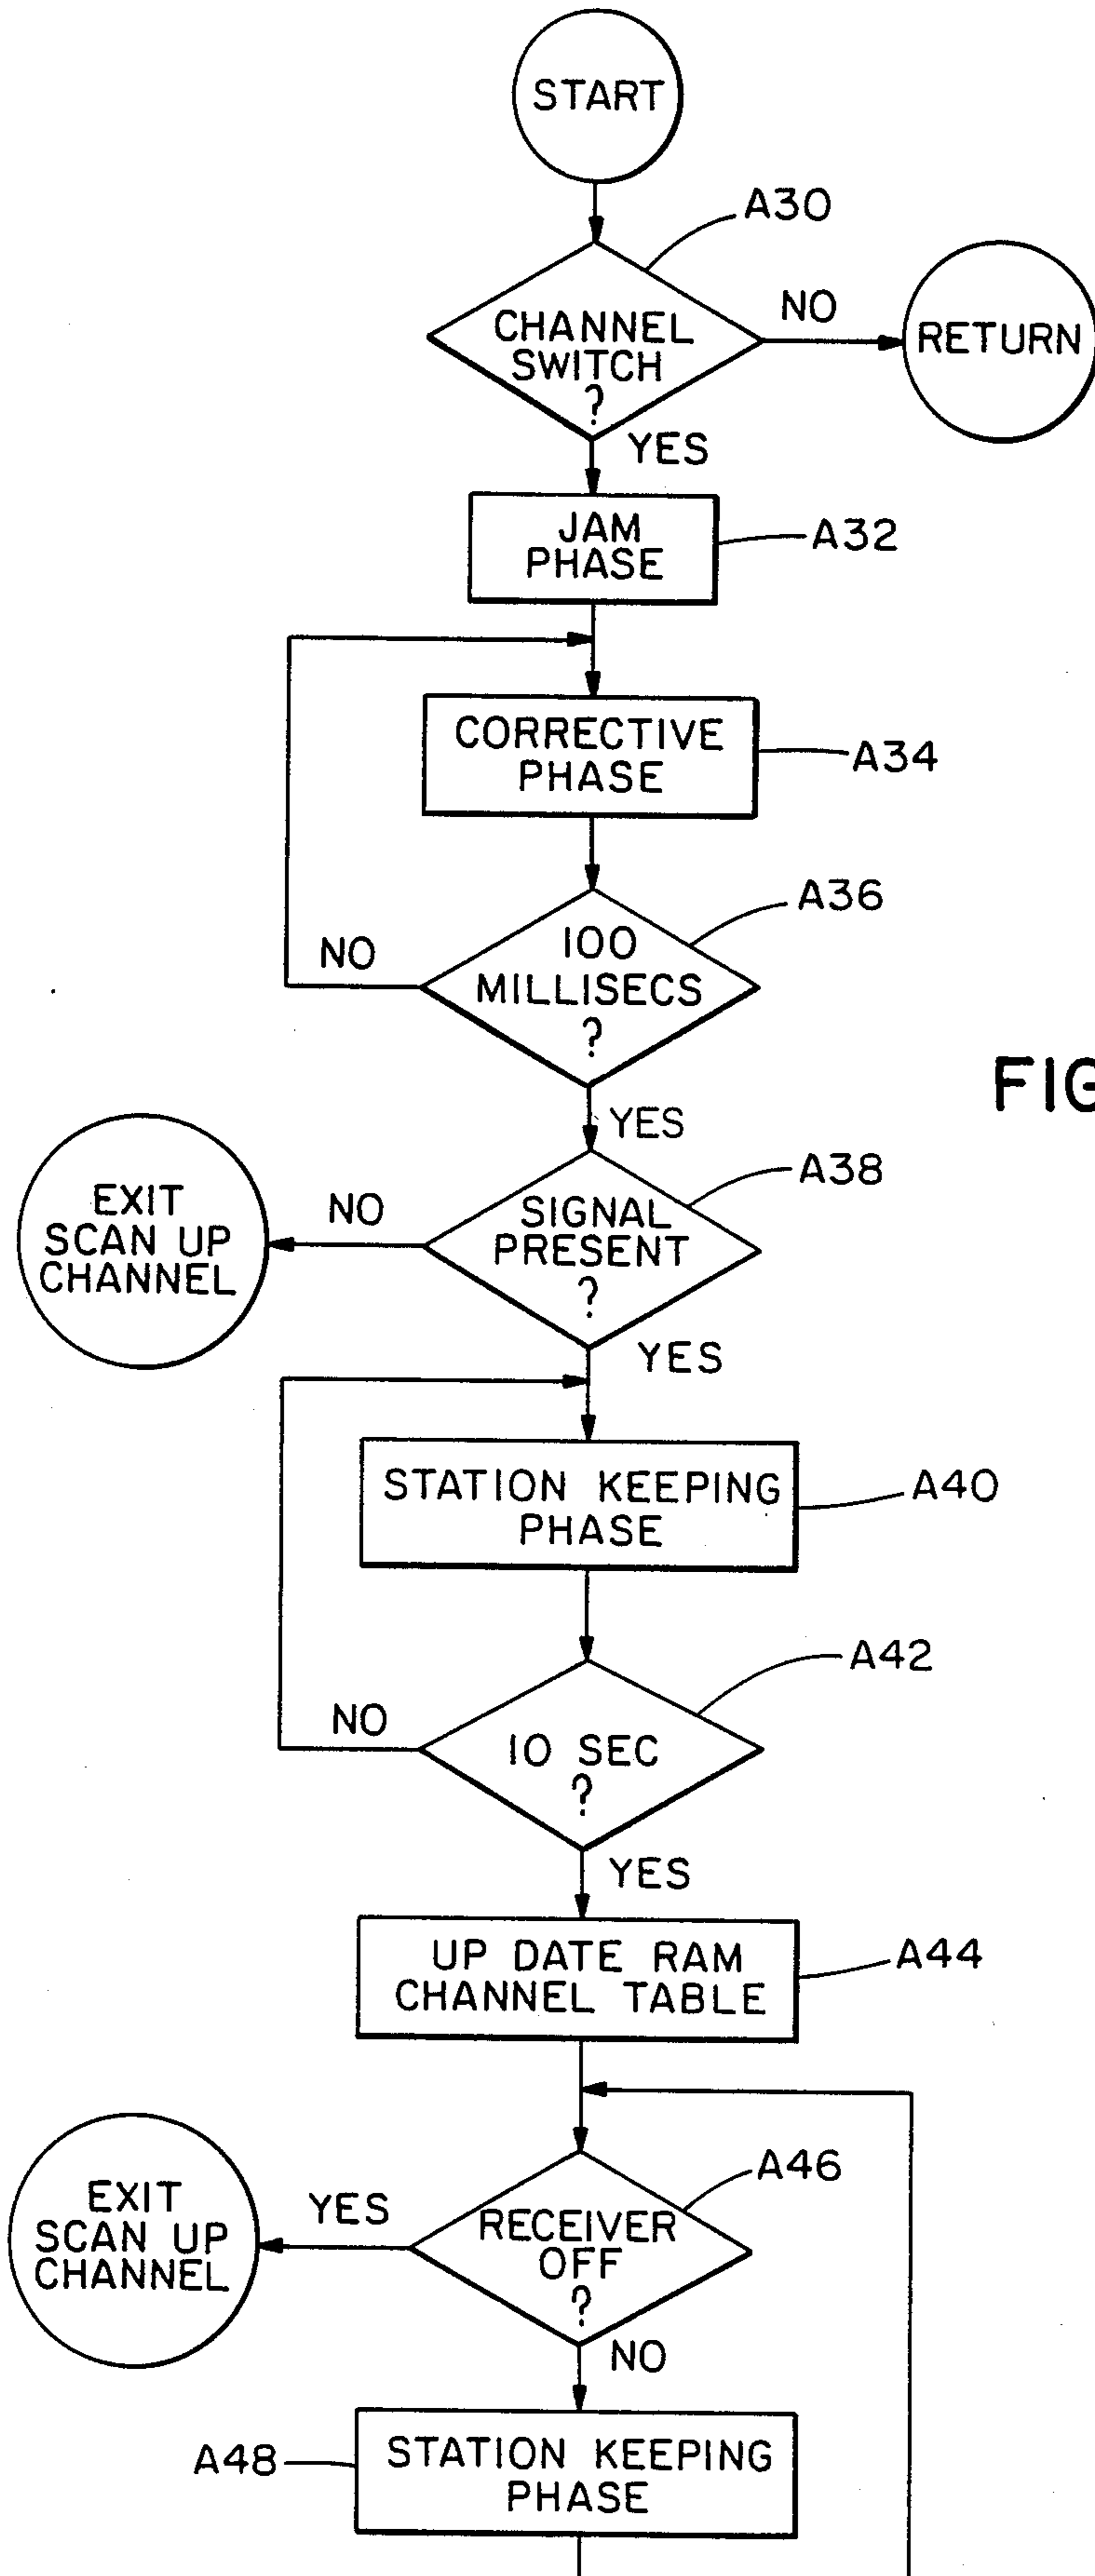 START
A30
CHANNEL
SWITCH
?
NO
RETURN
YES
JAM
PHASE
A32
CORRECTIVE
PHASE
A34
A36
100
MILLISECS
?
NO
FIG
YES
A38
SIGNAL
PRESENT
?
NO
EXIT
SCAN UP
CHANNEL
YES
STATION KEEPING
PHASE
A40
A42
10 SEC
?
NO
YES
UP DATE RAM
CHANNEL TABLE
A44
A46
RECEIVER
OFF
?
YES
EXIT
SCAN UP
CHANNEL
NO
A48
STATION KEEPING
PHASE